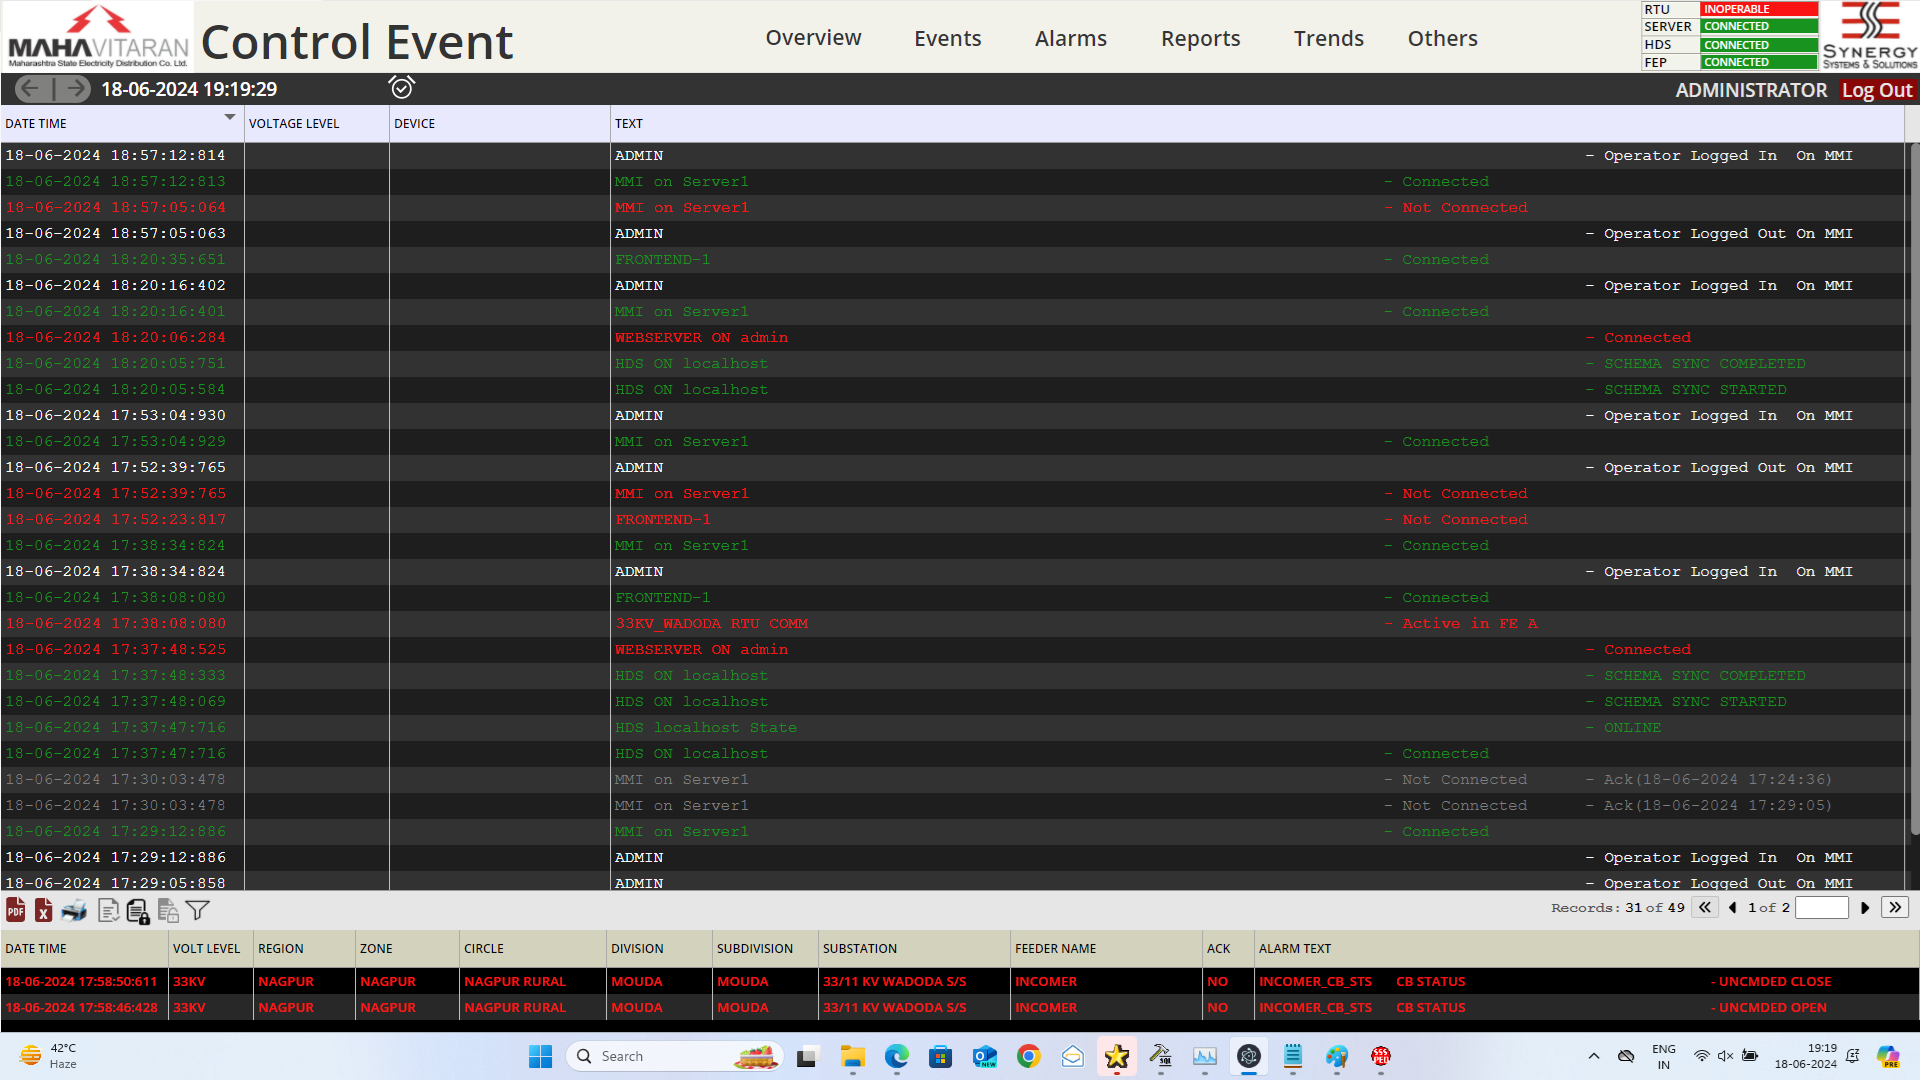 MAHAVITARAN
Maharashtra State Electricity Distribution Co. Ltd.
Control Event
Overview Events Alarms Reports Trends Others
RTU INOPERABLE
SERVER CONNECTED
HDS CONNECTED
FEP CONNECTED
SYNERGY
SYSTEMS & SOLUTIONS
18-06-2024 19:19:29 ADMINISTRATOR Log Out
DATE TIME VOLTAGE LEVEL DEVICE TEXT
18-06-2024 18:57:12:814 ADMIN - Operator Logged In On MMI
18-06-2024 18:57:12:813 MMI on Server1 - Connected
18-06-2024 18:57:05:064 MMI on Server1 - Not Connected
18-06-2024 18:57:05:063 ADMIN - Operator Logged Out On MMI
18-06-2024 18:20:35:651 FRONTEND-1 - Connected
18-06-2024 18:20:16:402 ADMIN - Operator Logged In On MMI
18-06-2024 18:20:16:401 MMI on Server1 - Connected
18-06-2024 18:20:06:284 WEBSERVER ON admin - Connected
18-06-2024 18:20:05:751 HDS ON localhost - SCHEMA SYNC COMPLETED
18-06-2024 18:20:05:584 HDS ON localhost - SCHEMA SYNC STARTED
18-06-2024 17:53:04:930 ADMIN - Operator Logged In On MMI
18-06-2024 17:53:04:929 MMI on Server1 - Connected
18-06-2024 17:52:39:765 ADMIN - Operator Logged Out On MMI
18-06-2024 17:52:39:765 MMI on Server1 - Not Connected
18-06-2024 17:52:23:817 FRONTEND-1 - Not Connected
18-06-2024 17:38:34:824 MMI on Server1 - Connected
18-06-2024 17:38:34:824 ADMIN - Operator Logged In On MMI
18-06-2024 17:38:08:080 FRONTEND-1 - Connected
18-06-2024 17:38:08:080 33KV_WADODA RTU COMM - Active in FE A
18-06-2024 17:37:48:525 WEBSERVER ON admin - Connected
18-06-2024 17:37:48:333 HDS ON localhost - SCHEMA SYNC COMPLETED
18-06-2024 17:37:48:069 HDS ON localhost - SCHEMA SYNC STARTED
18-06-2024 17:37:47:716 HDS localhost State - ONLINE
18-06-2024 17:37:47:716 HDS ON localhost - Connected
18-06-2024 17:30:03:478 MMI on Server1 - Not Connected - Ack(18-06-2024 17:24:36)
18-06-2024 17:30:03:478 MMI on Server1 - Not Connected - Ack(18-06-2024 17:29:05)
18-06-2024 17:29:12:886 MMI on Server1 - Connected
18-06-2024 17:29:12:886 ADMIN - Operator Logged In On MMI
18-06-2024 17:29:05:858 ADMIN - Operator Logged Out On MMI
PDF X Records: 31 of 49 1 of 2
DATE TIME VOLT LEVEL REGION ZONE CIRCLE DIVISION SUBDIVISION SUBSTATION FEEDER NAME ACK ALARM TEXT
18-06-2024 17:58:50:611 33KV NAGPUR NAGPUR NAGPUR RURAL MOUDA MOUDA 33/11 KV WADODA S/S INCOMER NO INCOMER_CB_STS CB STATUS - UNCMDED CLOSE
18-06-2024 17:58:46:428 33KV NAGPUR NAGPUR NAGPUR RURAL MOUDA MOUDA 33/11 KV WADODA S/S INCOMER NO INCOMER_CB_STS CB STATUS - UNCMDED OPEN
42°C
Haze
Search
NEW
SQL
ENG
IN
19:19
18-06-2024
PRE